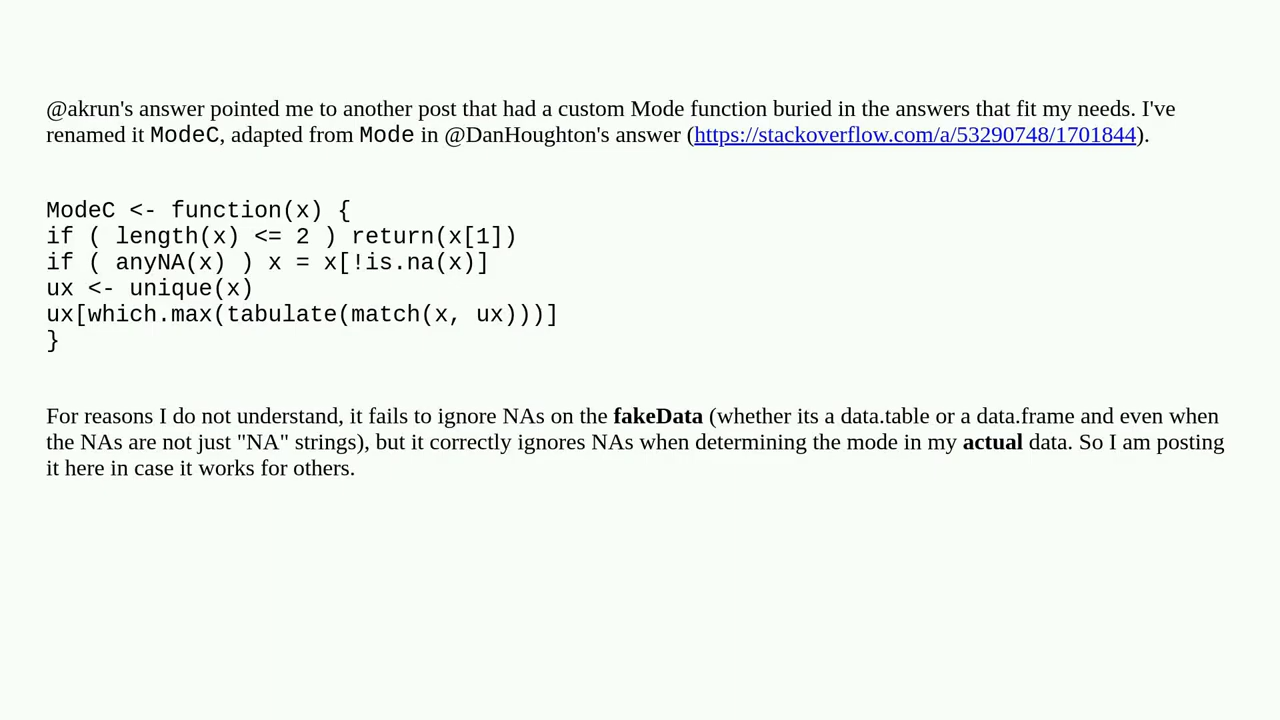 @akrun's answer pointed me to another post that had a custom Mode function buried in the answers that fit my needs. I've
renamed it ModeC, adapted from Mode in @DanHoughton's answer (https://stackoverflow.com/a/53290748/1701844).
ModeC <- function(x) {
if ( length(x) <= 2 ) return(x[1])
if ( anyNA(x) ) x = x[!is.na(x)]
ux <- unique(x)
ux[which.max(tabulate(match(x, ux)))]
}
For reasons I do not understand, it fails to ignore NAs on the fakeData (whether its a data.table or a data.frame and even when
the NAs are not just "NA" strings), but it correctly ignores NAs when determining the mode in my actual data. So I am posting
it here in case it works for others.